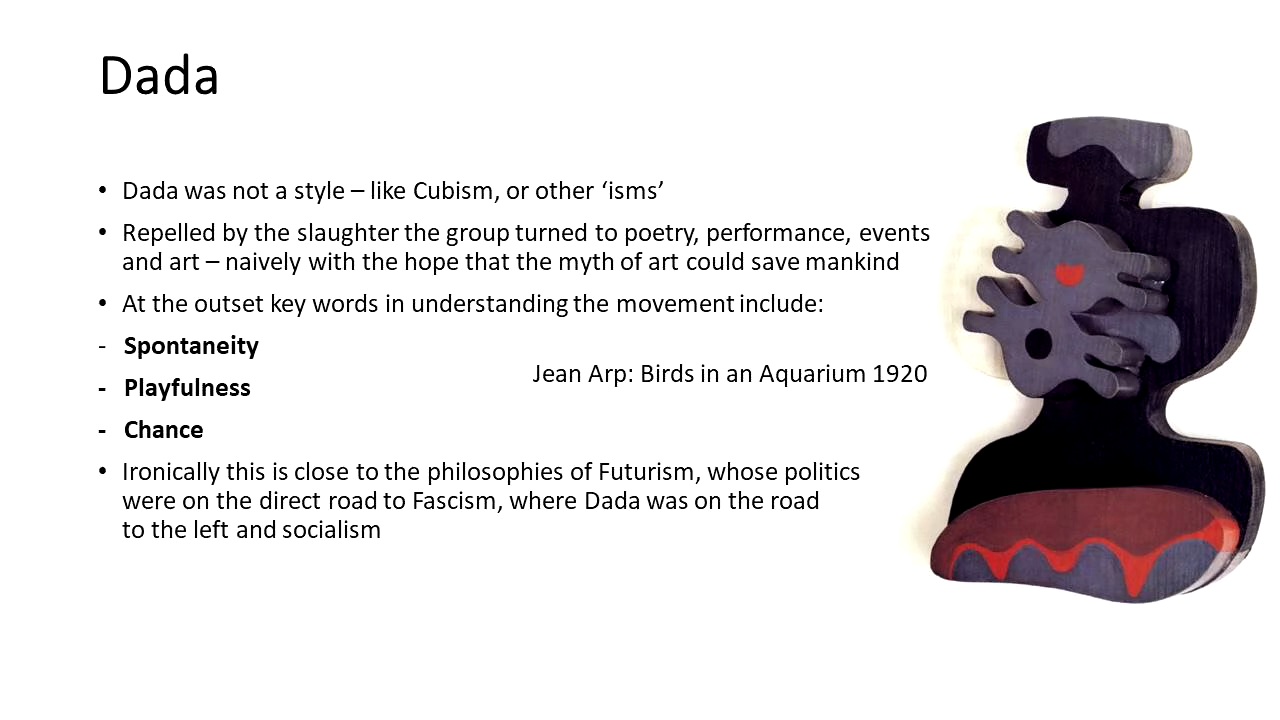 Dada
• Dada was not a style – like Cubism, or other ‘isms’
• Repelled by the slaughter the group turned to poetry, performance, events
and art – naively with the hope that the myth of art could save mankind
• At the outset key words in understanding the movement include:
- Spontaneity
- Playfulness
- Chance
Jean Arp: Birds in an Aquarium 1920
• Ironically this is close to the philosophies of Futurism, whose politics
were on the direct road to Fascism, where Dada was on the road
to the left and socialism